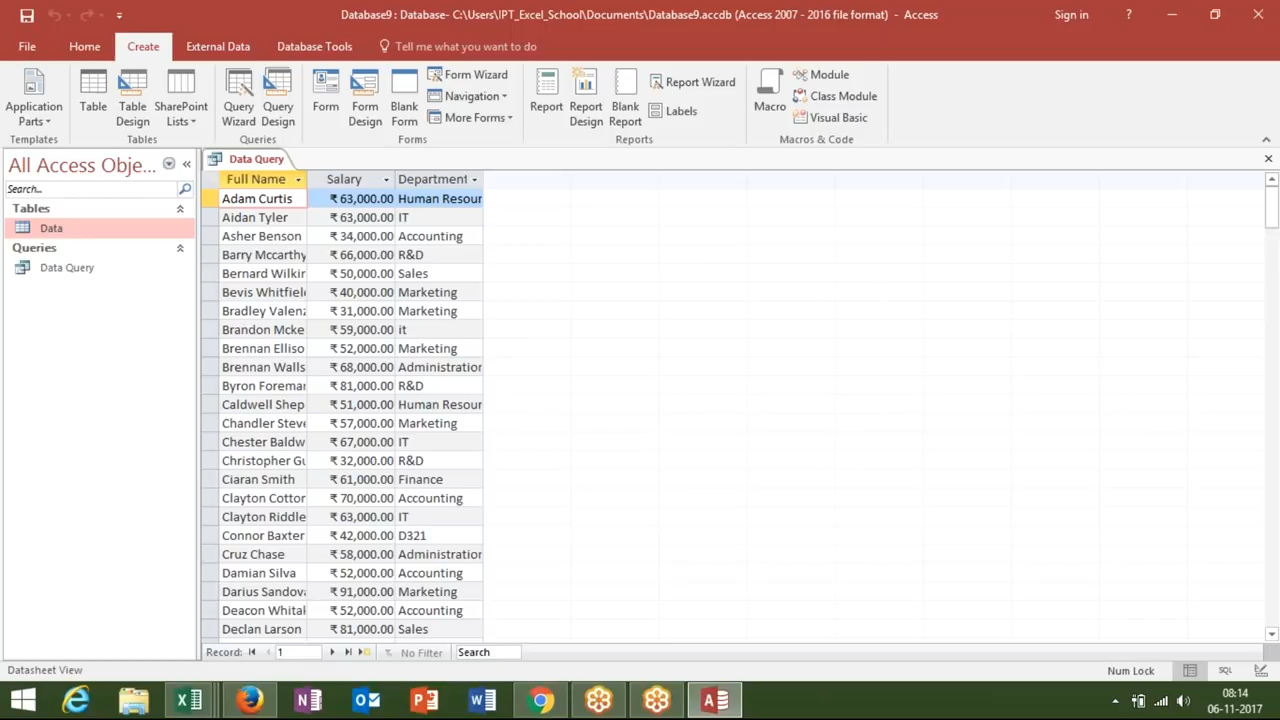 Database9 : Database- C:\Users\IPT_Excel_School\Documents\Database9.accdb (Access 2007 - 2016 file format) - Access
Sign in
?
File Home Create External Data Database Tools Tell me what you want to do
Application Parts
Table
Table Design
SharePoint Lists
Query Wizard
Query Design
Form
Form Design
Blank Form
Form Wizard
Navigation
More Forms
Report
Report Design
Blank Report
Report Wizard
Labels
Macro
Module
Class Module
Visual Basic
Templates Tables Queries Forms Reports Macros & Code
All Access Obje...
Search...
Tables
Data
Queries
Data Query
Data Query
Full Name Salary Department
Adam Curtis ₹ 63,000.00 Human Resour
Aidan Tyler ₹ 63,000.00 IT
Asher Benson ₹ 34,000.00 Accounting
Barry Mccarthy ₹ 66,000.00 R&D
Bernard Wilkin ₹ 50,000.00 Sales
Bevis Whitfiel ₹ 40,000.00 Marketing
Bradley Valenz ₹ 31,000.00 Marketing
Brandon Mcke ₹ 59,000.00 it
Brennan Elliso ₹ 52,000.00 Marketing
Brennan Walls ₹ 68,000.00 Administration
Byron Foreman ₹ 81,000.00 R&D
Caldwell Shep ₹ 51,000.00 Human Resour
Chandler Steve ₹ 57,000.00 Marketing
Chester Baldw ₹ 67,000.00 IT
Christopher Gu ₹ 32,000.00 R&D
Ciaran Smith ₹ 61,000.00 Finance
Clayton Cotton ₹ 70,000.00 Accounting
Clayton Riddle ₹ 63,000.00 IT
Connor Baxter ₹ 42,000.00 D321
Cruz Chase ₹ 58,000.00 Administration
Damian Silva ₹ 52,000.00 Accounting
Darius Sandova ₹ 91,000.00 Marketing
Deacon Whitak ₹ 52,000.00 Accounting
Declan Larson ₹ 81,000.00 Sales
Record: 1 No Filter Search
Datasheet View
Num Lock
SQL
08:14
06-11-2017